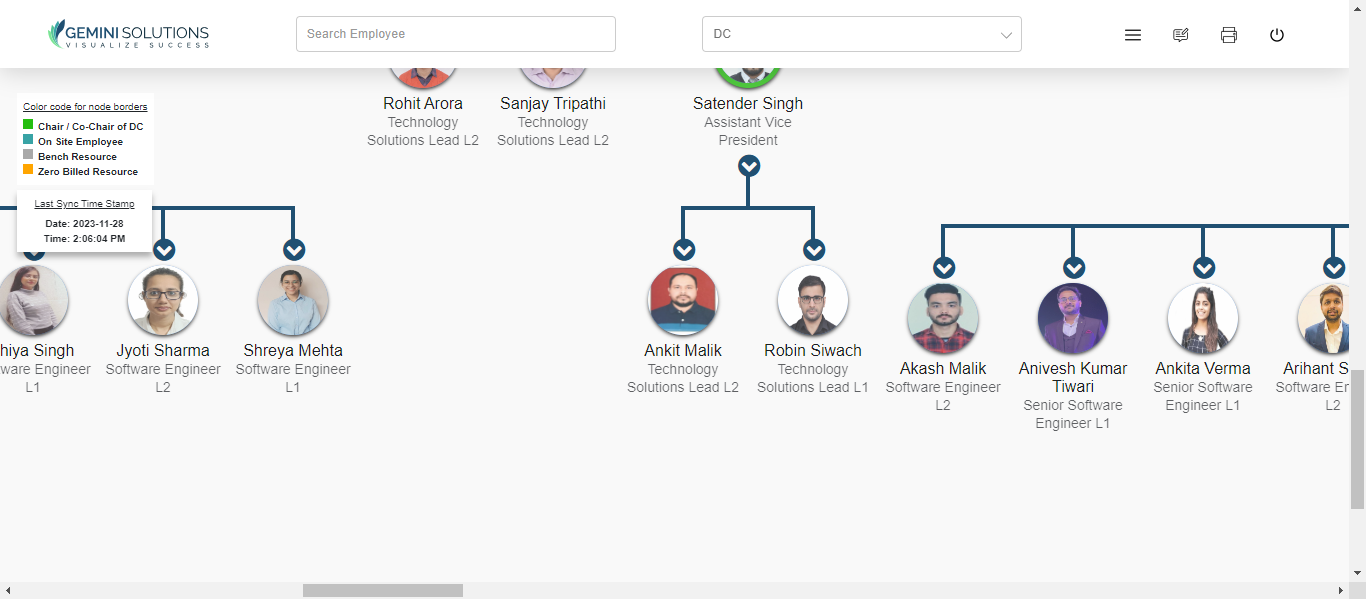 GEMINI SOLUTIONS
VISUALIZE SUCCESS
Search Employee
DC
Rohit Arora
Technology
Solutions Lead L2
Sanjay Tripathi
Technology
Solutions Lead L2
Satender Singh
Assistant Vice
President
Color code for node borders
Chair / Co-Chair of DC
On Site Employee
Bench Resource
Zero Billed Resource
Last Sync Time Stamp
Date: 2023-11-28
Time: 2:06:04 PM
hiya Singh
ware Engineer
L1
Jyoti Sharma
Software Engineer
L2
Shreya Mehta
Software Engineer
L1
Ankit Malik
Technology
Solutions Lead L2
Robin Siwach
Technology
Solutions Lead L1
Akash Malik
Software Engineer
L2
Anivesh Kumar
Tiwari
Senior Software
Engineer L1
Ankita Verma
Senior Software
Engineer L1
Arihant S
Software Er
L2